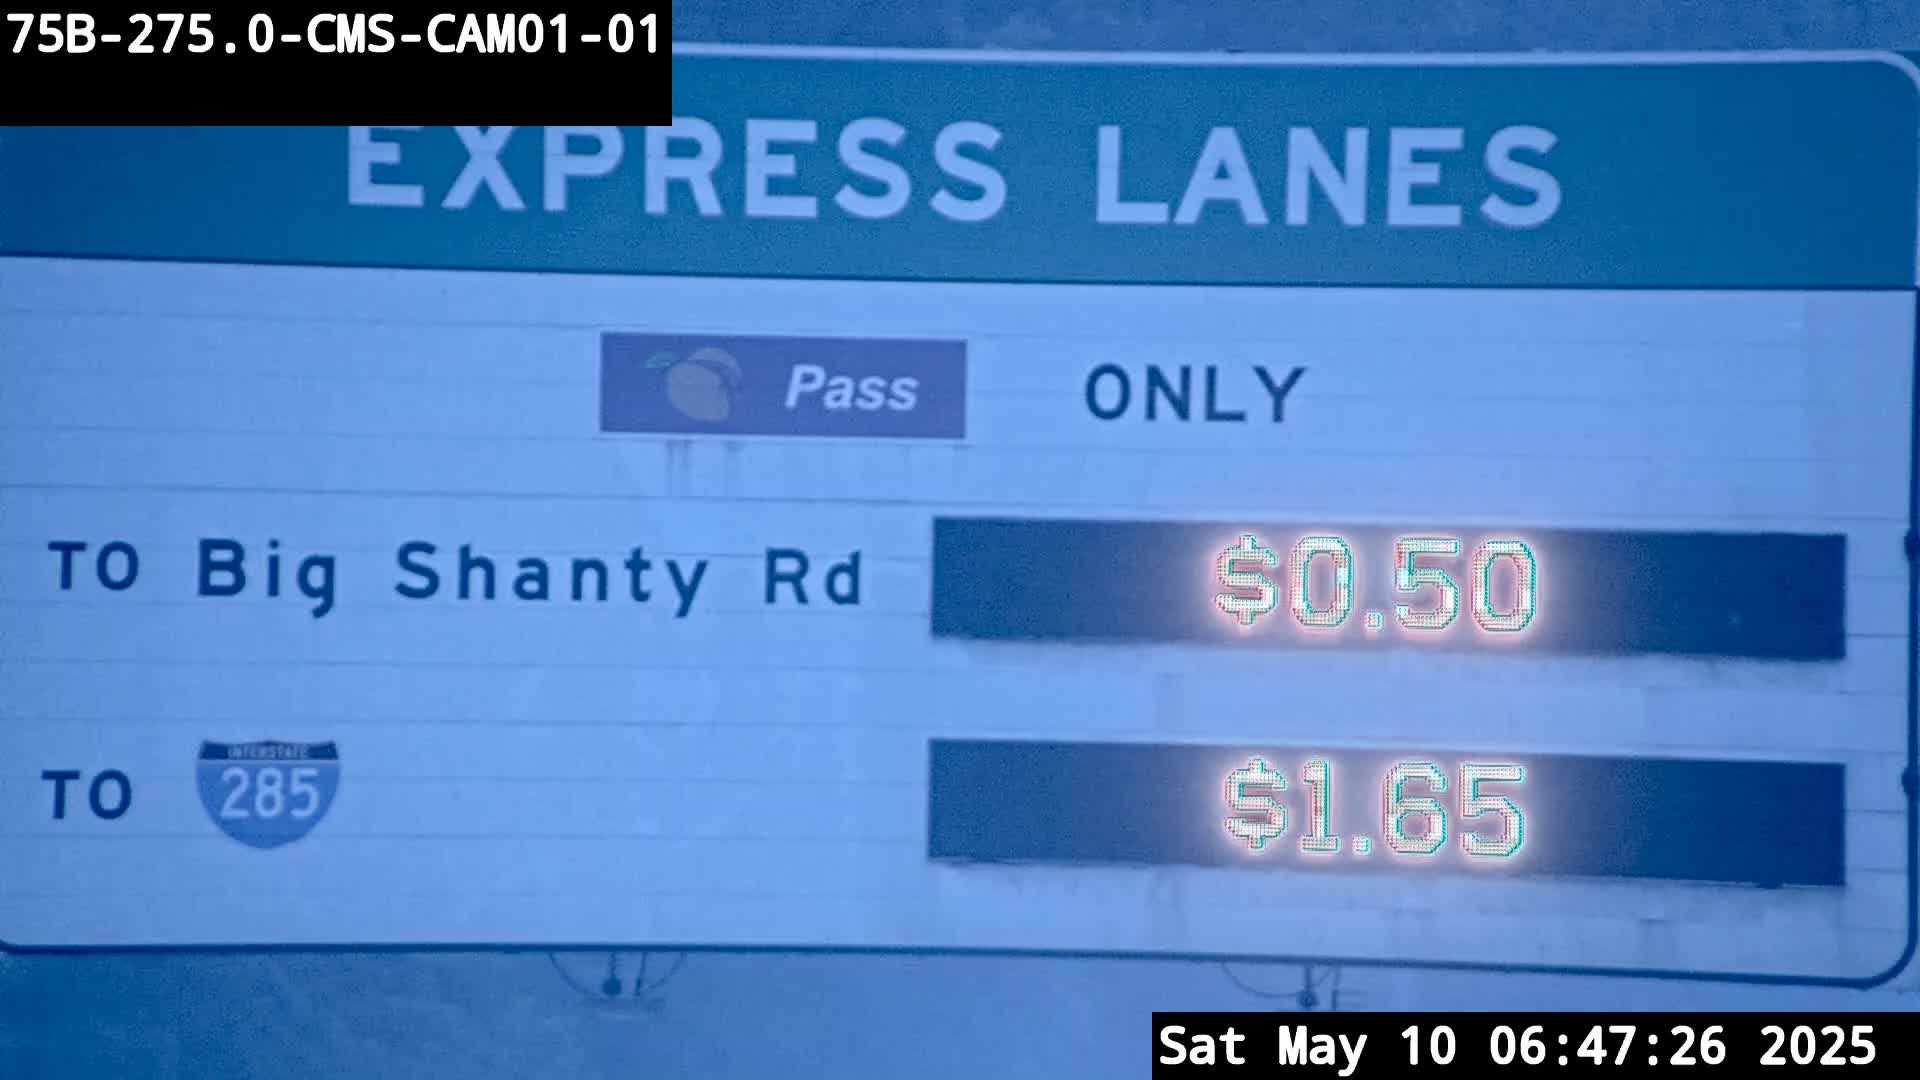 75B-275.0-CMS-CAM01-01
EXPRESS LANES
Pass ONLY
TO Big Shanty Rd $0.50
TO INTERSTATE 285 $1.65
Sat May 10 06:47:26 2025